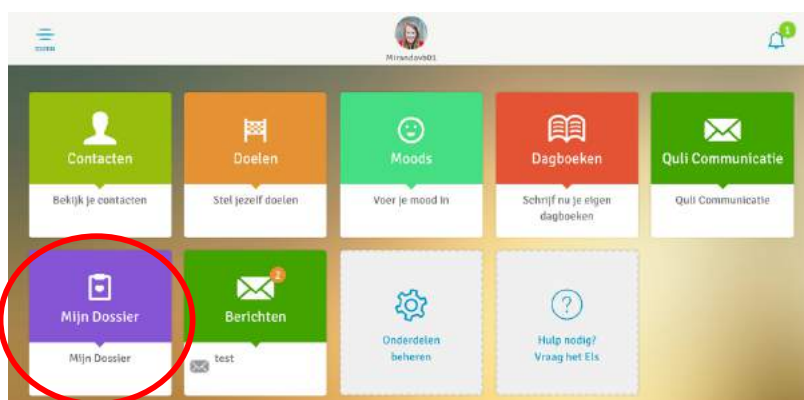 1
Mirandavb01
Contacten
Doelen
Moods
Dagboeken
Quli Communicatie
Bekijk je contacten
Stel jezelf doelen
Voer je mood in
Schrijf nu je eigen
dagboeken
Quli Communicatie
Mijn Dossier
2
Berichten
Onderdelen
beheren
Hulp nodig?
Vraag het Els
Mijn Dossier
test